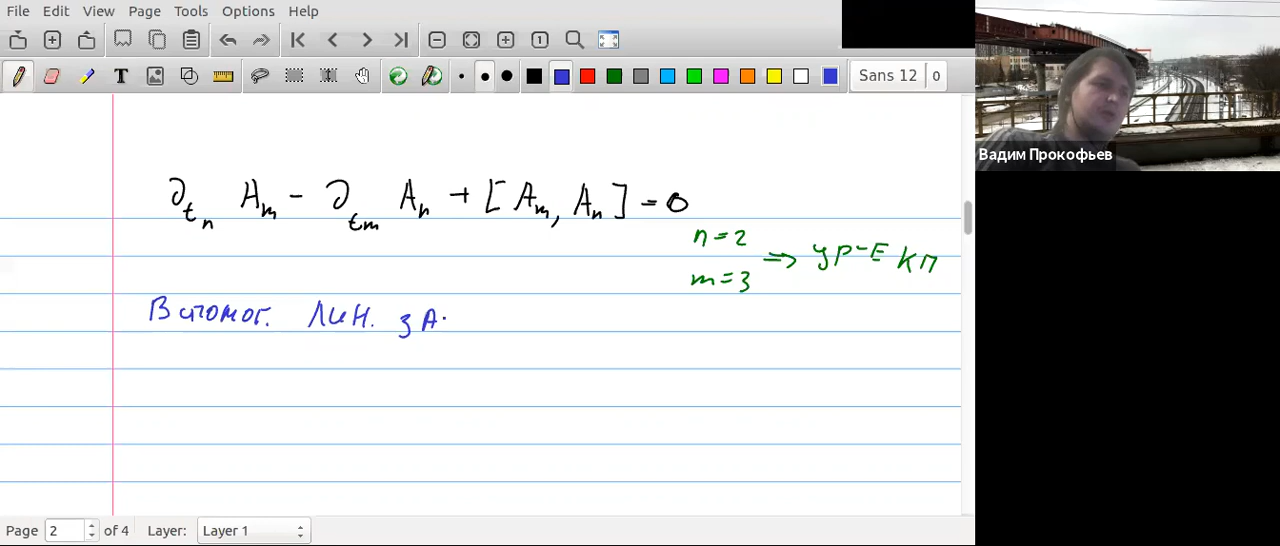 File Edit View Page Tools Options Help
Sans 12 0
Вадим Прокофьев
∂_{t_n} A_m - ∂_{t_m} A_n + [A_m, A_n] = 0
n = 2
m = 3
⇒ ур-е КП
Вспомог. Лин. за
Page 2 of 4 Layer: Layer 1